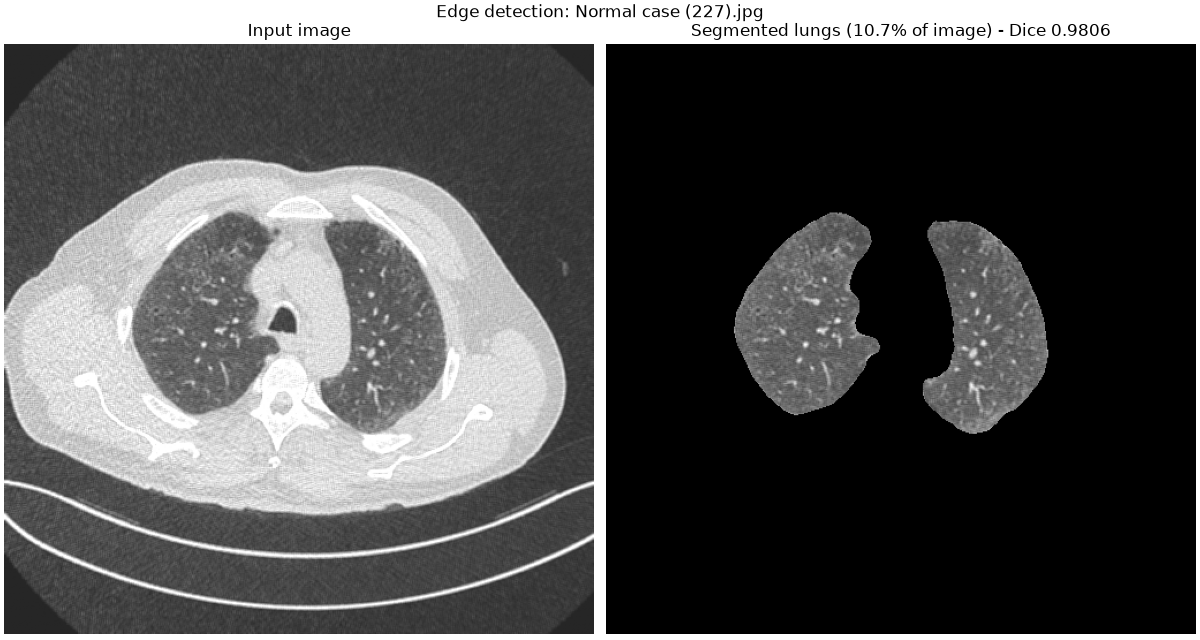 Edge detection: Normal case (227).jpg
Input image
Segmented lungs (10.7% of image) - Dice 0.9806